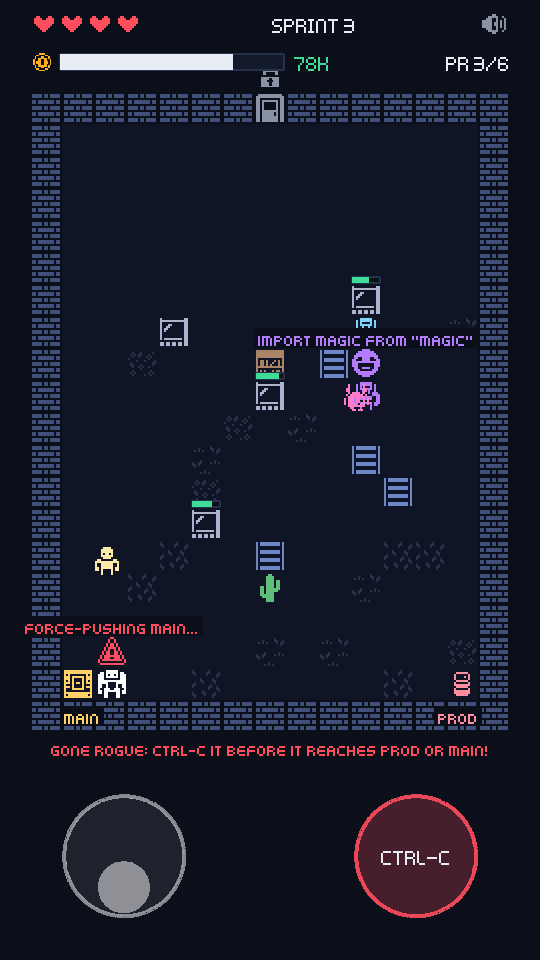 SPRINT 3
78K
PR 3/6
IMPORT MAGIC FROM "MAGIC"
FORCE-PUSHING MAIN...
MAIN
PROD
GONE ROGUE: CTRL-C IT BEFORE IT REACHES PROD OR MAIN!
CTRL-C